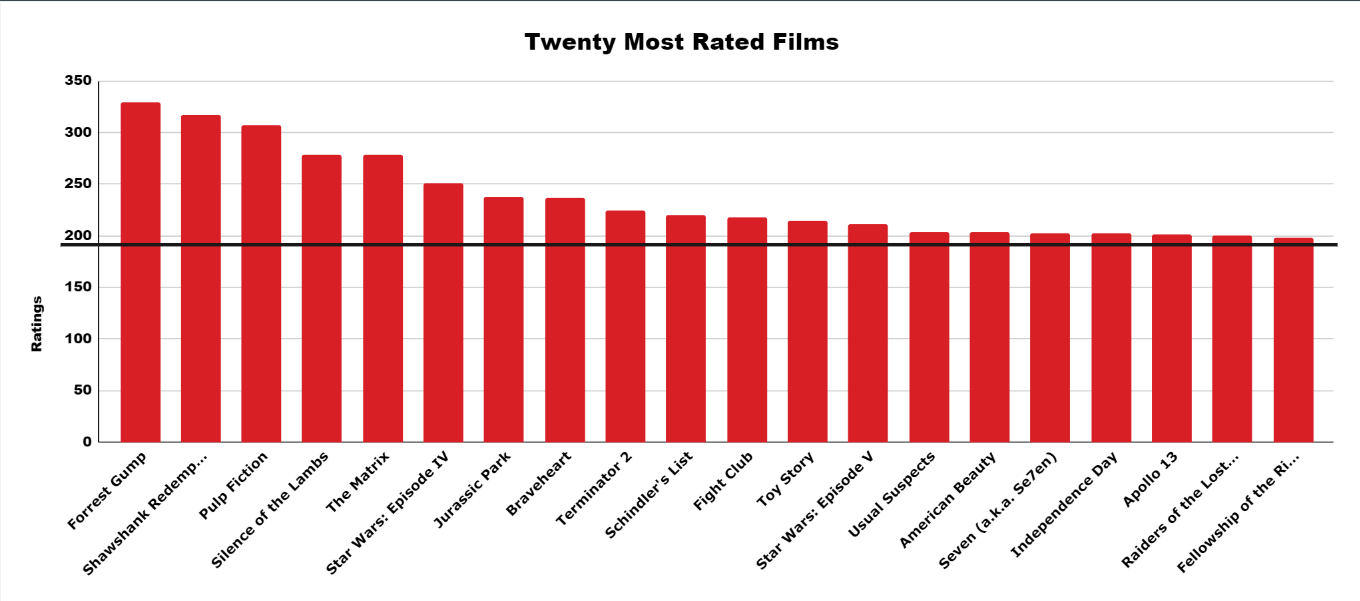 Twenty Most Rated Films
350
300
250
200
150
100
50
0
Ratings
Forrest Gump
Shawshank Redemp...
Pulp Fiction
Silence of the Lambs
The Matrix
Star Wars: Episode IV
Jurassic Park
Braveheart
Terminator 2
Schindler's List
Fight Club
Toy Story
Star Wars: Episode V
Usual Suspects
American Beauty
Seven (a.k.a. Se7en)
Independence Day
Apollo 13
Raiders of the Lost...
Fellowship of the Ri...